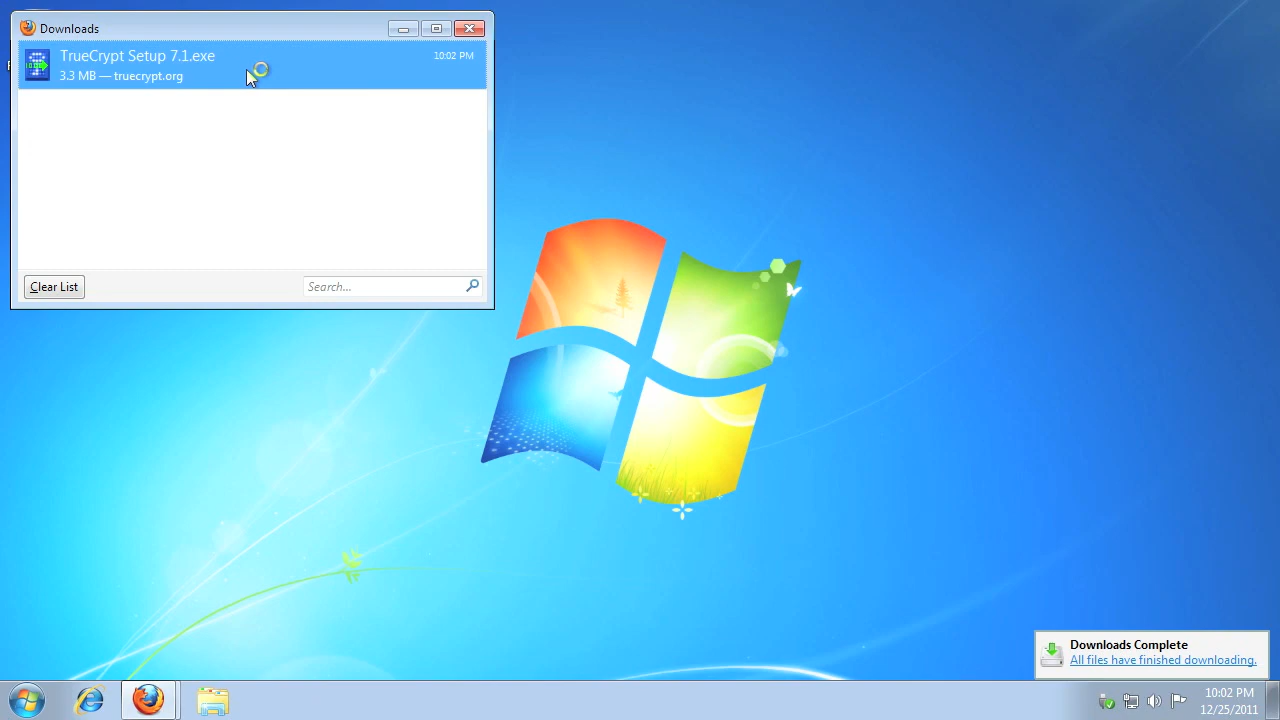 Downloads
TrueCrypt Setup 7.1.exe
10:02 PM
3.3 MB — truecrypt.org
Clear List
Search...
Downloads Complete
All files have finished downloading.
10:02 PM
12/25/2011